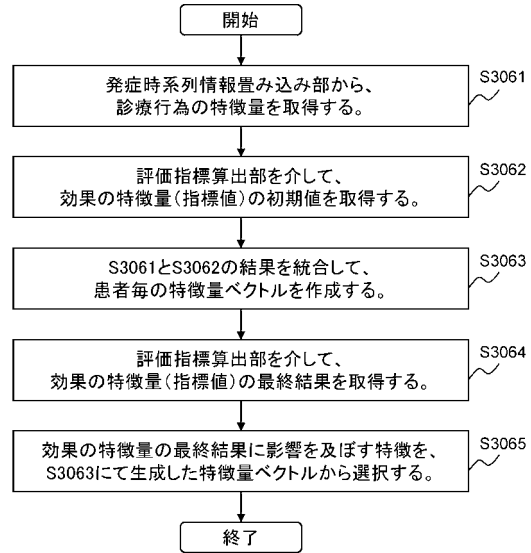 開始
S3061
発症時系列情報畳み込み部から、
診療行為の特徴量を取得する。
S3062
評価指標算出部を介して、
効果の特徴量(指標値)の初期値を取得する。
S3063
S3061とS3062の結果を統合して、
患者毎の特徴量ベクトルを作成する。
S3064
評価指標算出部を介して、
効果の特徴量(指標値)の最終結果を取得する。
S3065
効果の特徴量の最終結果に影響を及ぼす特徴を、
S3063にて生成した特徴量ベクトルから選択する。
終了